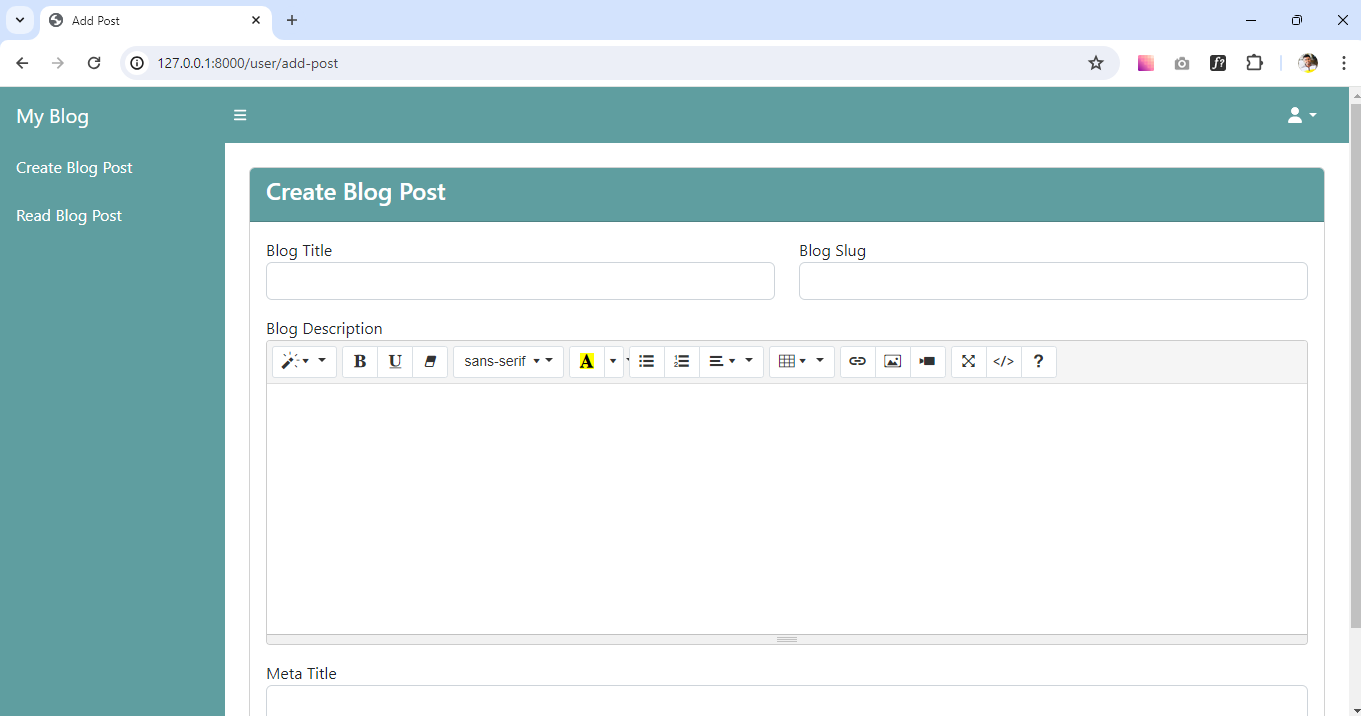 Add Post
127.0.0.1:8000/user/add-post
f?
My Blog
Create Blog Post
Read Blog Post
Create Blog Post
Blog Title
Blog Slug
Blog Description
B U sans-serif A </> ?
Meta Title